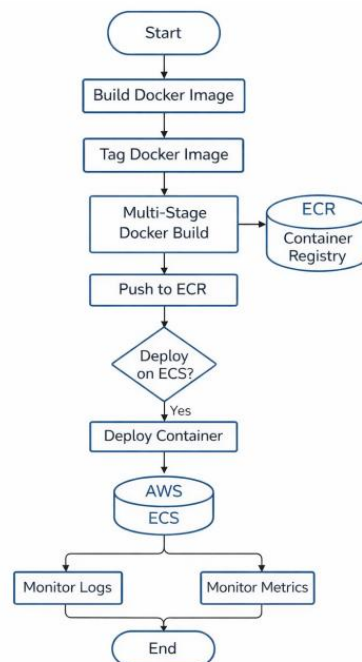 Start
Build Docker Image
Tag Docker Image
Multi-Stage
Docker Build
ECR
Container
Registry
Push to ECR
Deploy
on ECS?
Yes
Deploy Container
AWS
ECS
Monitor Logs
Monitor Metrics
End